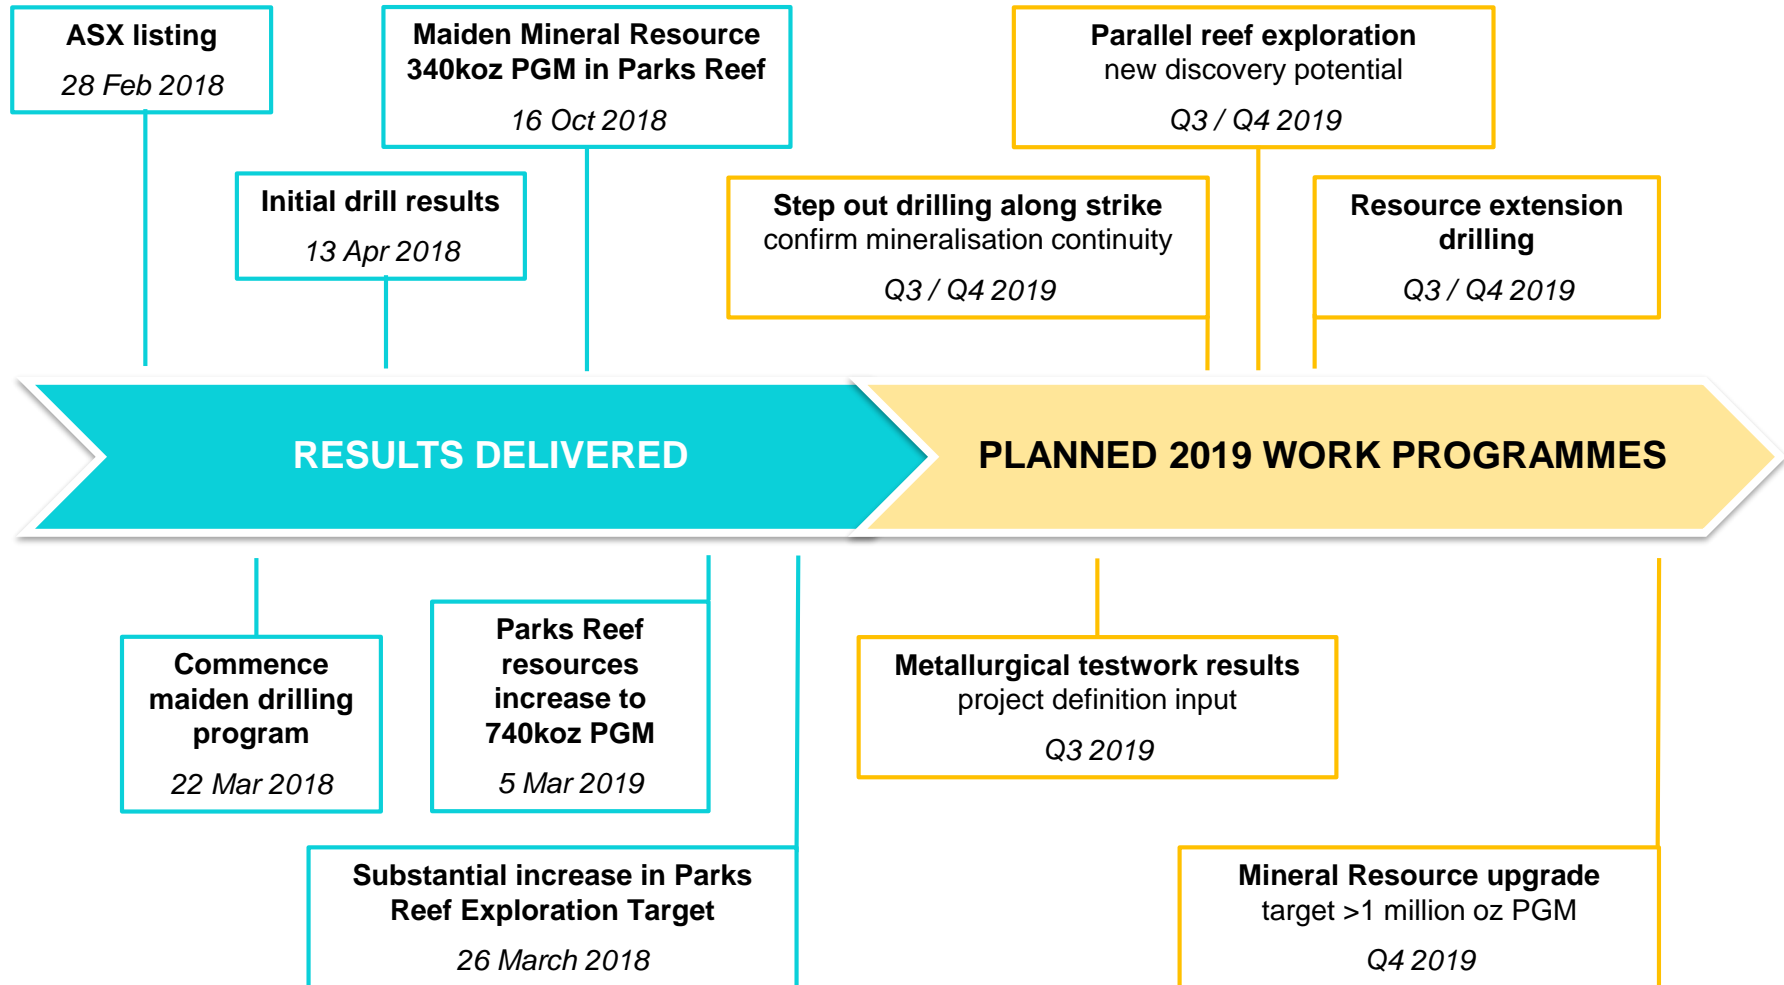 ASX listing
28 Feb 2018
Maiden Mineral Resource
340koz PGM in Parks Reef
16 Oct 2018
Parallel reef exploration
new discovery potential
Q3 / Q4 2019
Initial drill results
13 Apr 2018
Step out drilling along strike
confirm mineralisation continuity
Q3 / Q4 2019
Resource extension
drilling
Q3 / Q4 2019
RESULTS DELIVERED
PLANNED 2019 WORK PROGRAMMES
Commence
maiden drilling
program
22 Mar 2018
Parks Reef
resources
increase to
740koz PGM
5 Mar 2019
Metallurgical testwork results
project definition input
Q3 2019
Substantial increase in Parks
Reef Exploration Target
26 March 2018
Mineral Resource upgrade
target >1 million oz PGM
Q4 2019